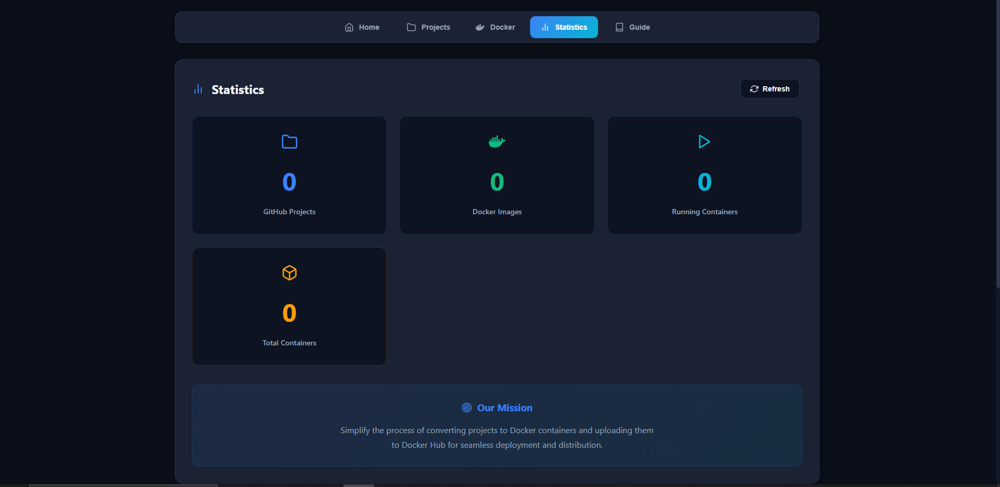 Home
Projects
Docker
Statistics
Guide
Statistics
Refresh
0
GitHub Projects
0
Docker Images
0
Running Containers
0
Total Containers
Our Mission
Simplify the process of converting projects to Docker containers and uploading them
to Docker Hub for seamless deployment and distribution.